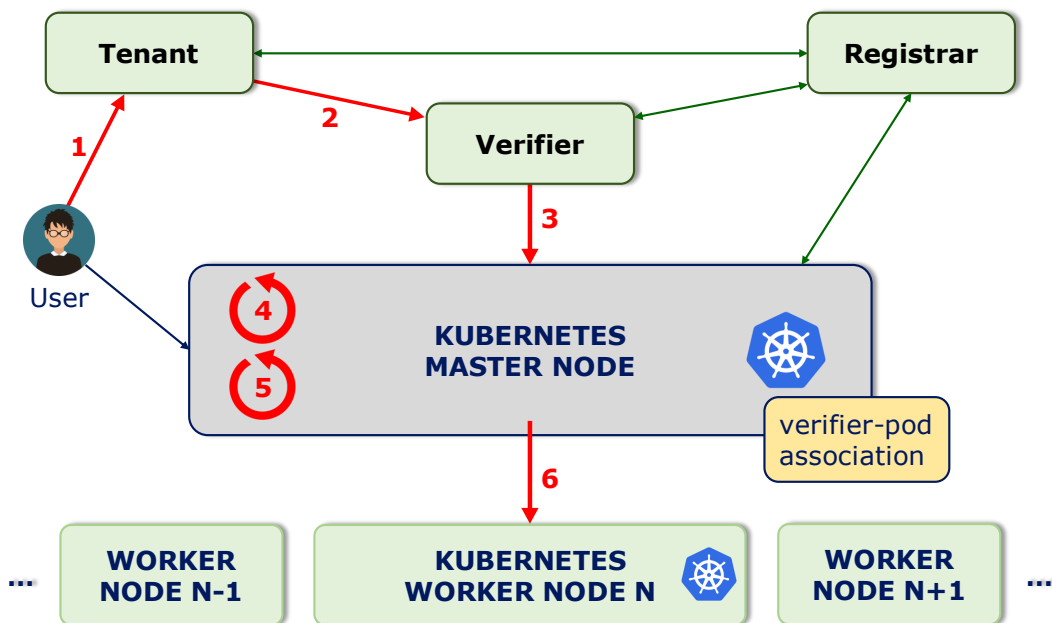 Tenant
Registrar
2
1
Verifier
3
User
4
KUBERNETES
MASTER NODE
5
verifier-pod
association
6
...
WORKER
NODE N-1
KUBERNETES
WORKER NODE N
WORKER
NODE N+1
...